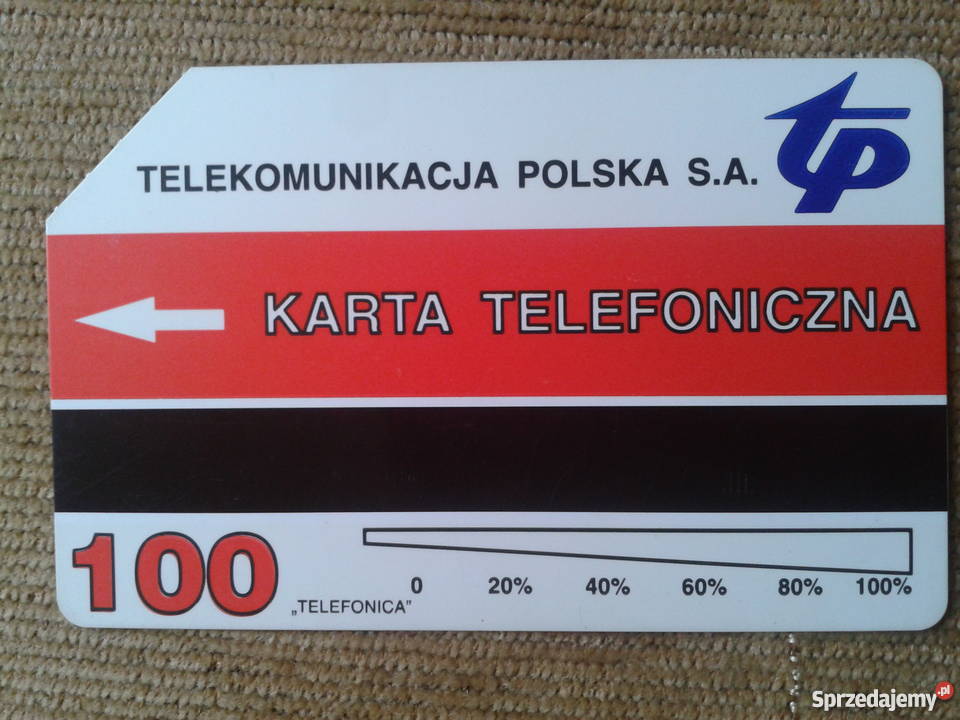 TELEKOMUNIKACJA POLSKA S.A. tp
KARTA TELEFONICZNA
100
„TELEFONICA”
0 20% 40% 60% 80% 100%
Sprzedajemy.pl